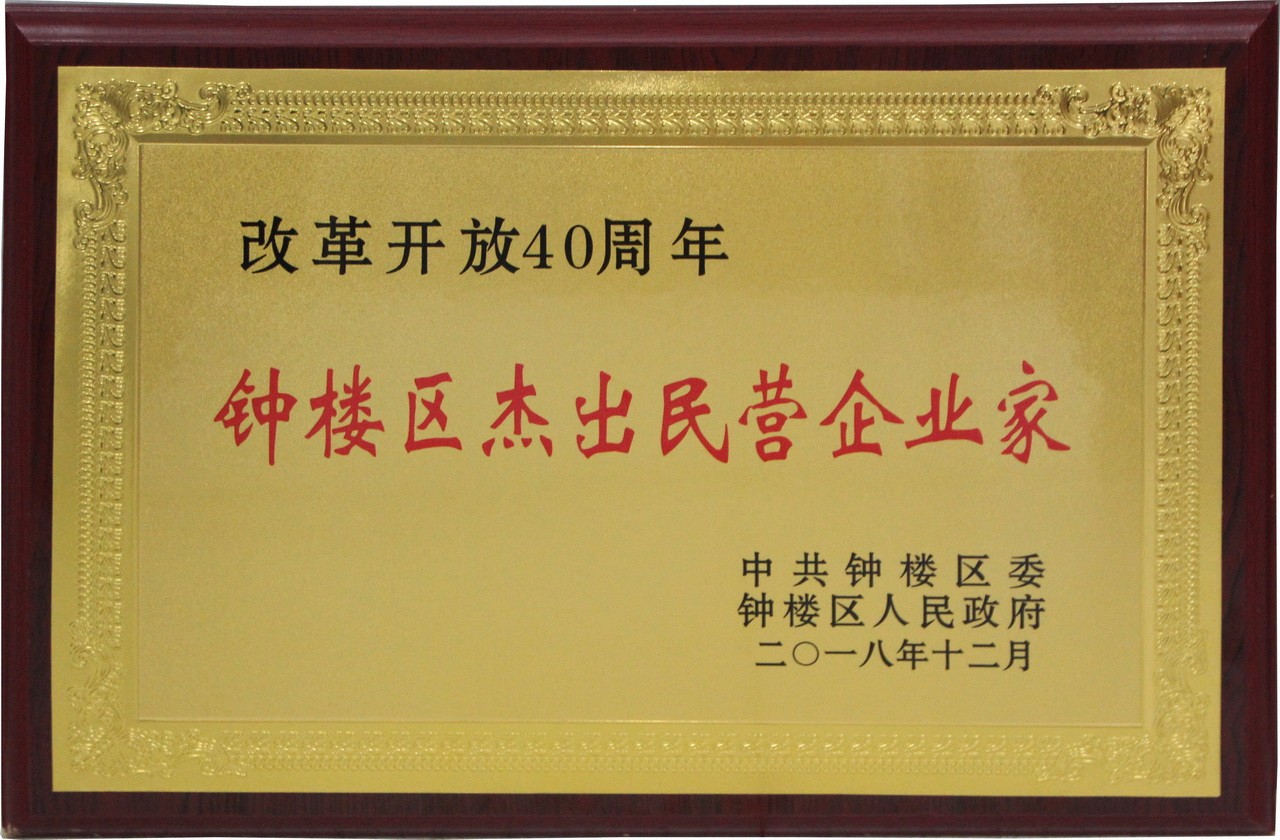 改革开放40周年
钟楼区杰出民营企业家
中共钟楼区委
钟楼区人民政府
二〇一八年十二月